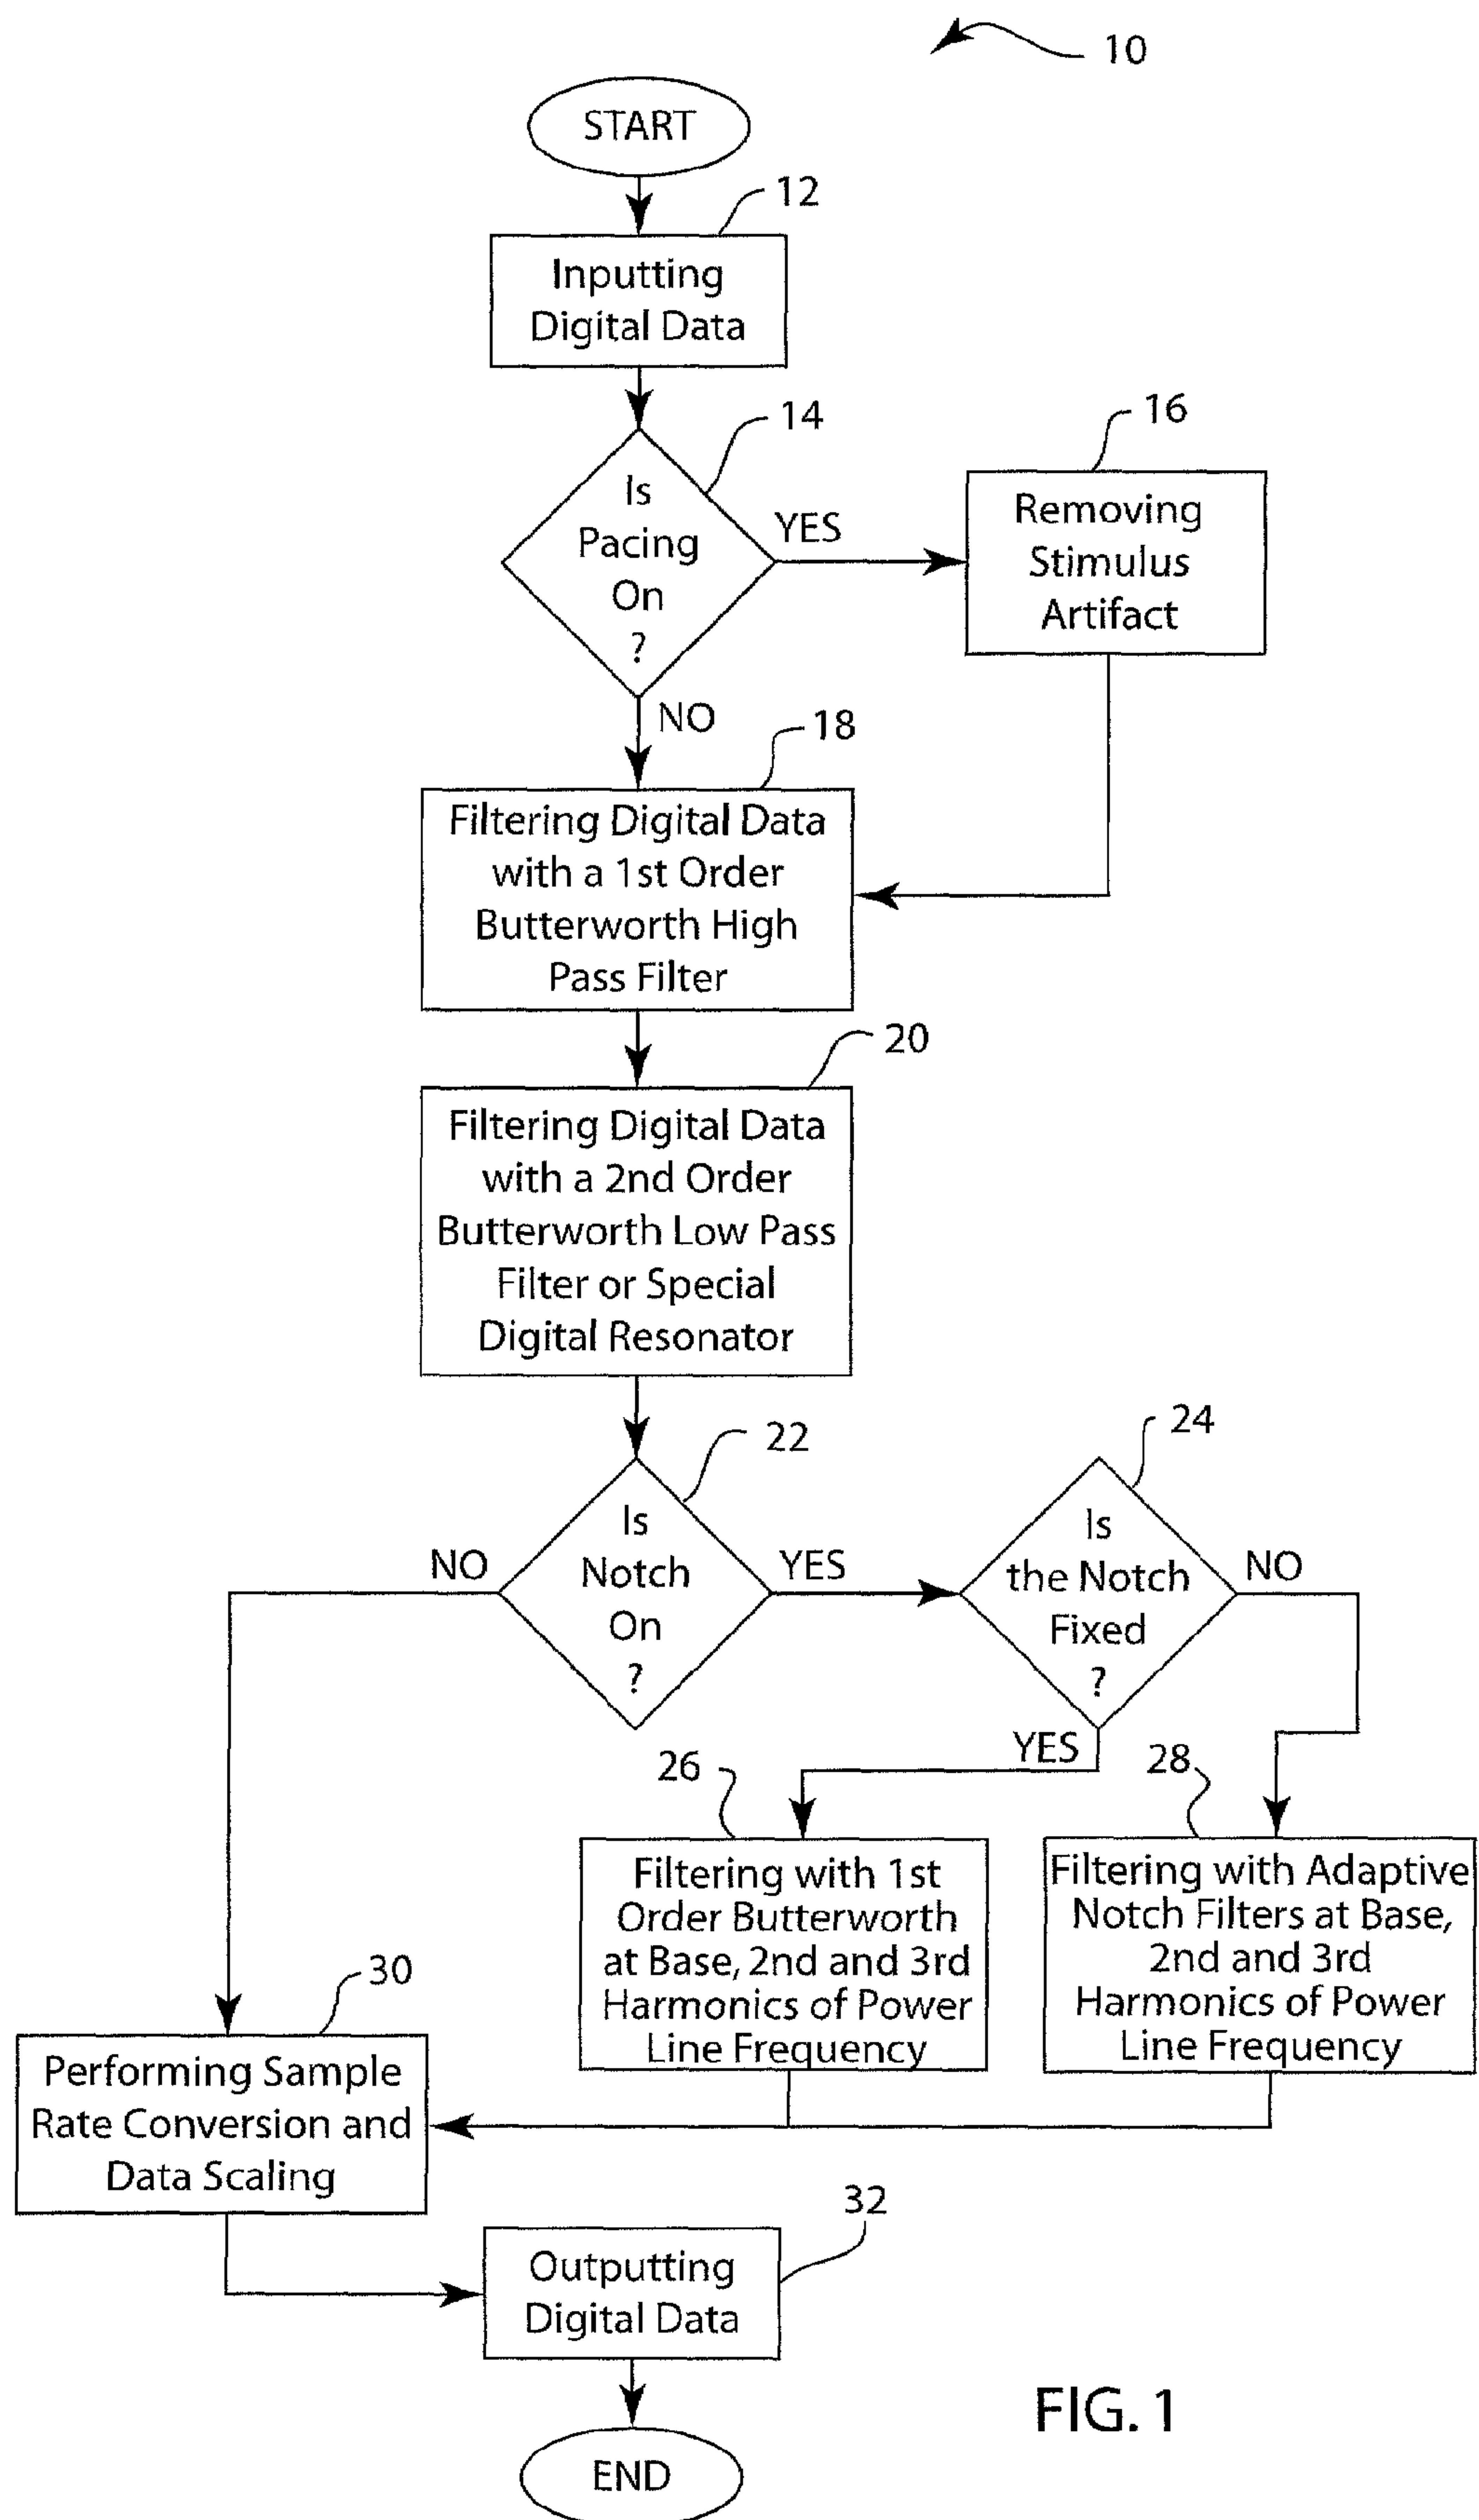 10
START
12
Inputting
Digital Data
14
Is
Pacing
On
?
YES
NO
16
Removing
Stimulus
Artifact
18
Filtering Digital Data
with a 1st Order
Butterworth High
Pass Filter
20
Filtering Digital Data
with a 2nd Order
Butterworth Low Pass
Filter or Special
Digital Resonator
22
Is
Notch
On
?
NO
YES
24
Is
the Notch
Fixed
?
NO
YES
26
Filtering with 1st
Order Butterworth
at Base, 2nd and 3rd
Harmonics of Power
Line Frequency
28
Filtering with Adaptive
Notch Filters at Base,
2nd and 3rd
Harmonics of Power
Line Frequency
30
Performing Sample
Rate Conversion and
Data Scaling
32
Outputting
Digital Data
END
FIG. 1